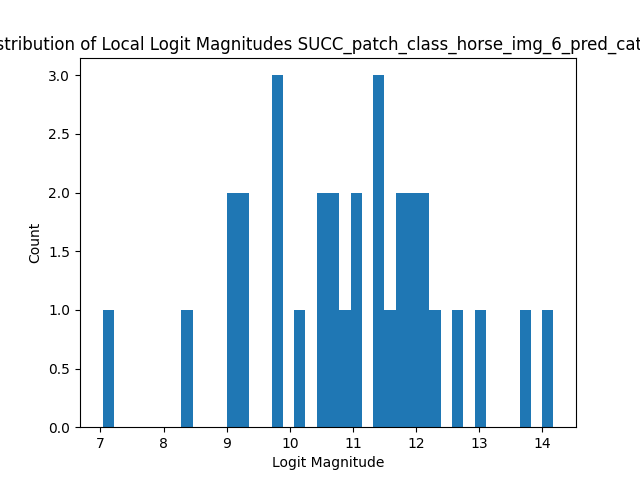 stribution of Local Logit Magnitudes SUCC_patch_class_horse_img_6_pred_cat
3.0
2.5
2.0
1.5
1.0
0.5
0.0
Count
7 8 9 10 11 12 13 14
Logit Magnitude